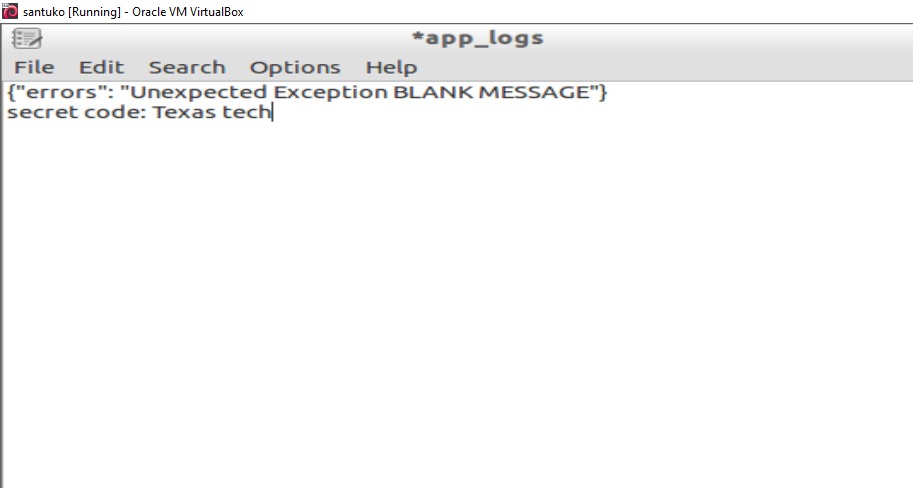 santuko [Running] - Oracle VM VirtualBox
*app_logs
File Edit Search Options Help
{"errors": "Unexpected Exception BLANK MESSAGE"}
secret code: Texas tech